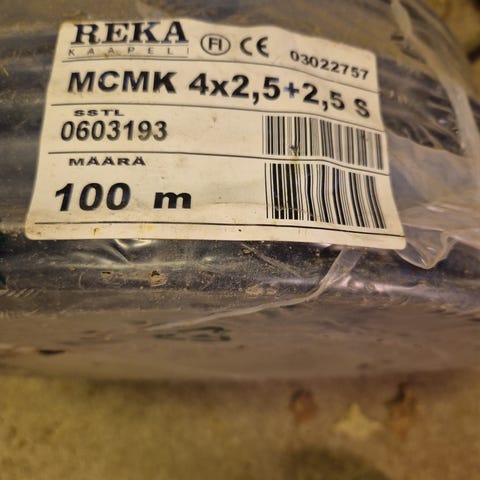 REKA
KAAPELI
FI CE 03022757
MCMK 4x2,5+2,5 S
SSTL
0603193
MÄÄRÄ
100 m